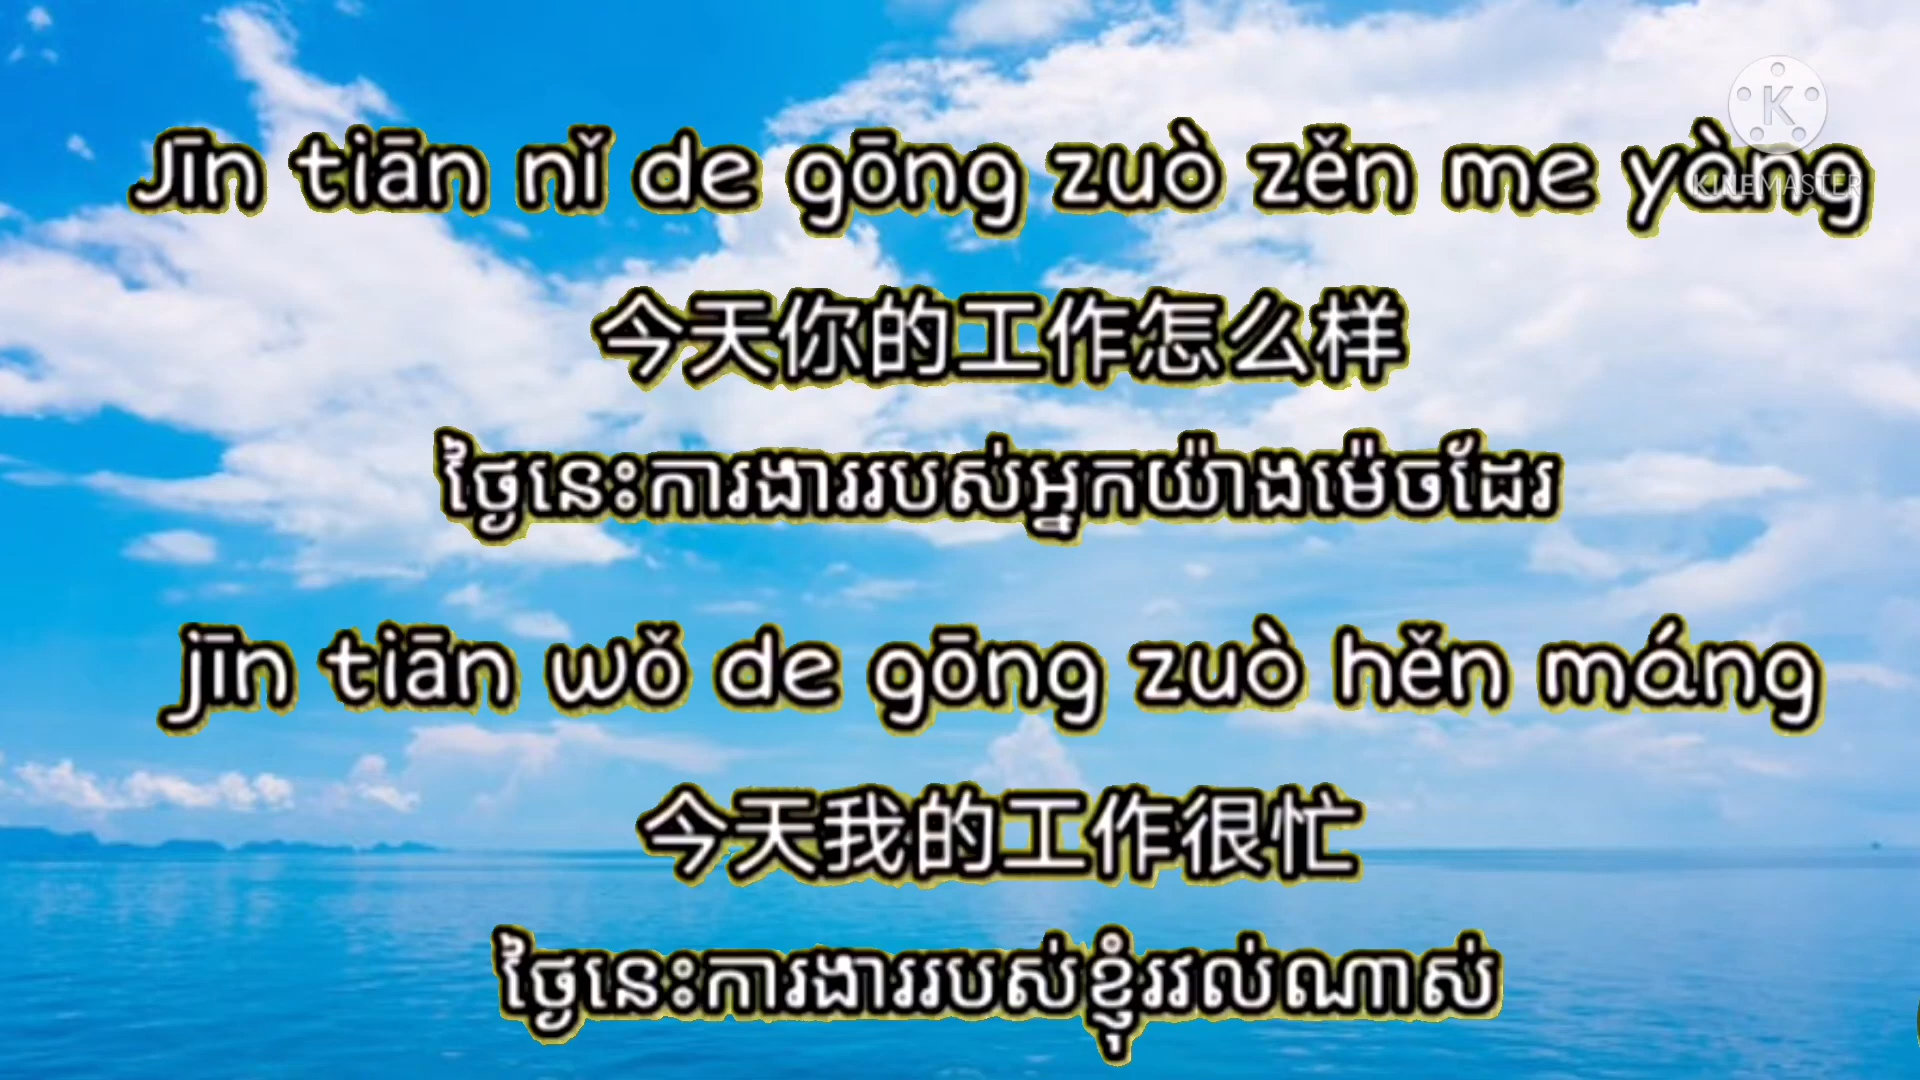 Jīn tiān nǐ de gōng zuò zěn me yàng
KINEMASTER
今天你的工作怎么样
ថ្ងៃនេះការងាររបស់អ្នកយ៉ាងម៉េចដែរ
jīn tiān wǒ de gōng zuò hěn máng
今天我的工作很忙
ថ្ងៃនេះការងាររបស់ខ្ញុំរវល់ណាស់